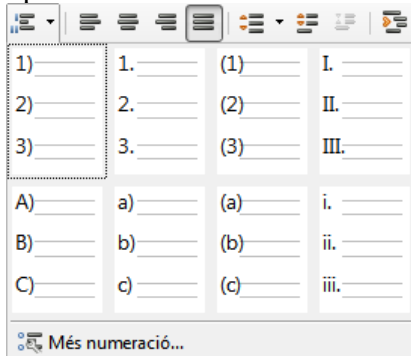 1) 1. (1) I.
2) 2. (2) II.
3) 3. (3) III.
A) a) (a) i.
B) b) (b) ii.
C) c) (c) iii.
Més numeració...